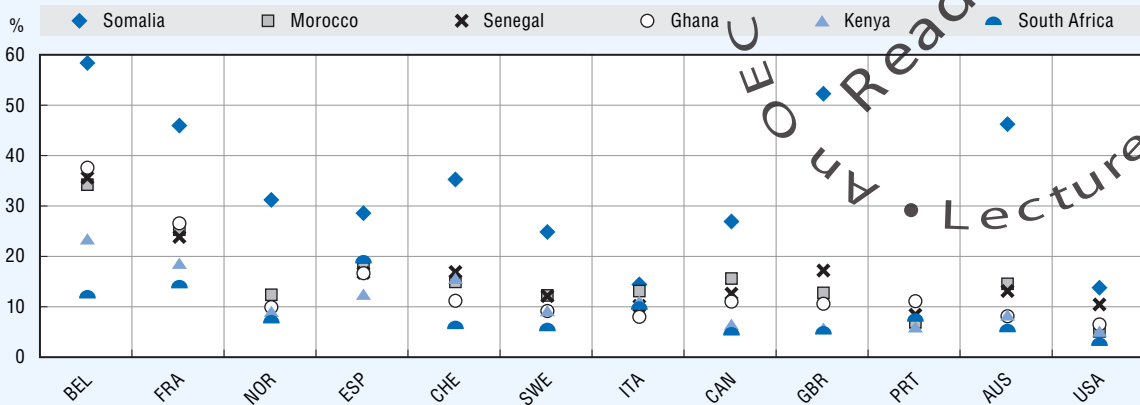 % Somalia Morocco Senegal Ghana Kenya South Africa
60
50
40
30
20
10
0
BEL FRA NOR ESP CHE SWE ITA CAN GBR PRT AUS USA
An OEC
Read
• Lecture